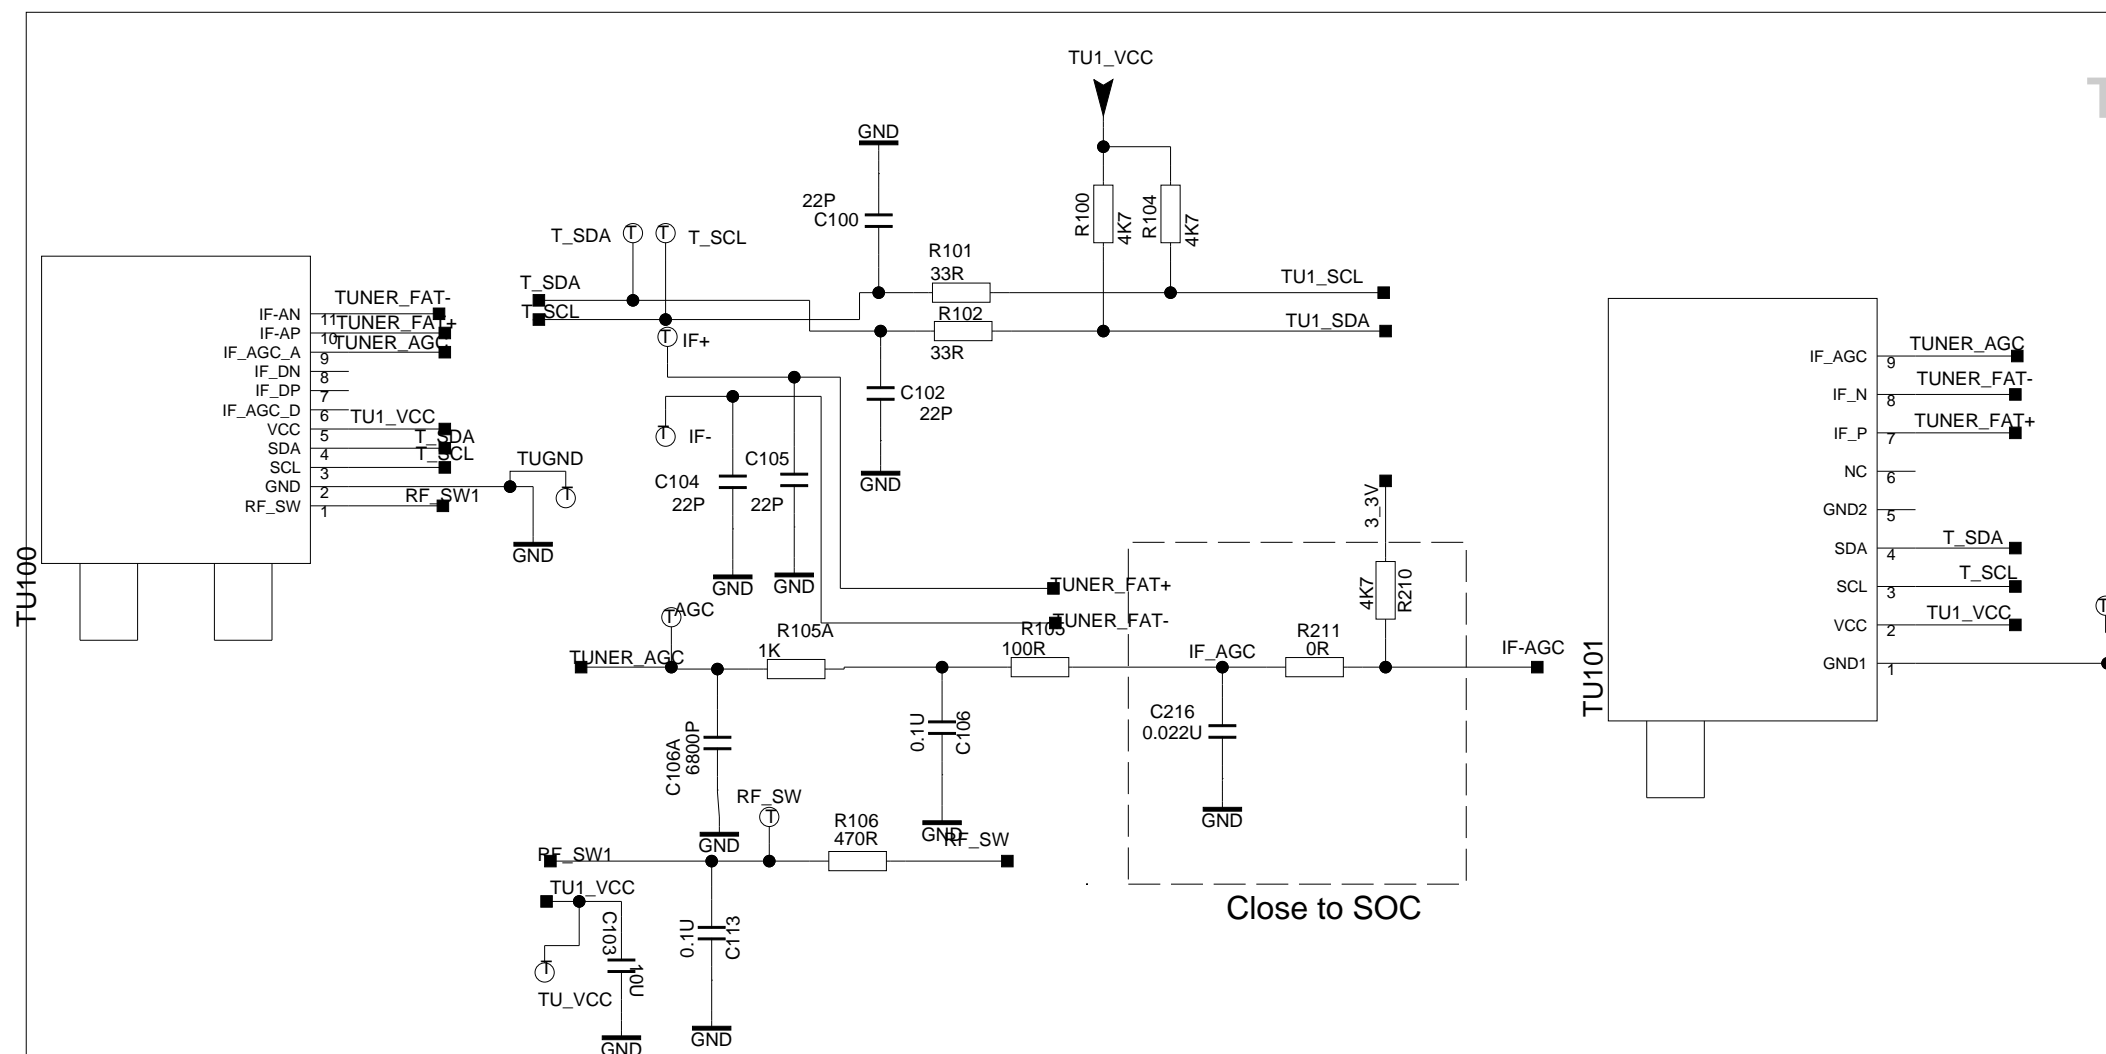 TU1_VCC
T
GND
22P
C100
R100
4K7
R104
4K7
T_SDA
T
T
T_SCL
R101
33R
TU1_SCL
T_SDA
T_SCL
R102
33R
TU1_SDA
T
IF+
C102
22P
GND
T
IF-
C104
22P
C105
22P
GND
GND
TU100
IF-AN
11
TUNER_FAT-
IF-AP
10
TUNER_FAT+
IF_AGC_A
9
TUNER_AGC
IF_DN
8
IF_DP
7
IF_AGC_D
6
VCC
5
TU1_VCC
SDA
4
T_SDA
SCL
3
T_SCL
GND
2
TUGND
T
RF_SW
1
RF_SW1
GND
TUNER_FAT+
TUNER_FAT-
3_3V
4K7
R210
T
AGC
TUNER_AGC
R105A
1K
R105
100R
IF_AGC
R211
0R
IF-AGC
C106A
6800P
GND
0.1U
C106
GND
C216
0.022U
GND
Close to SOC
RF_SW
T
R106
470R
RF_SW1
RF_SW
TU1_VCC
C103
10U
T
TU_VCC
GND
0.1U
C113
GND
TU101
IF_AGC
9
TUNER_AGC
IF_N
8
TUNER_FAT-
IF_P
7
TUNER_FAT+
NC
6
GND2
5
SDA
4
T_SDA
SCL
3
T_SCL
VCC
2
TU1_VCC
GND1
1
T